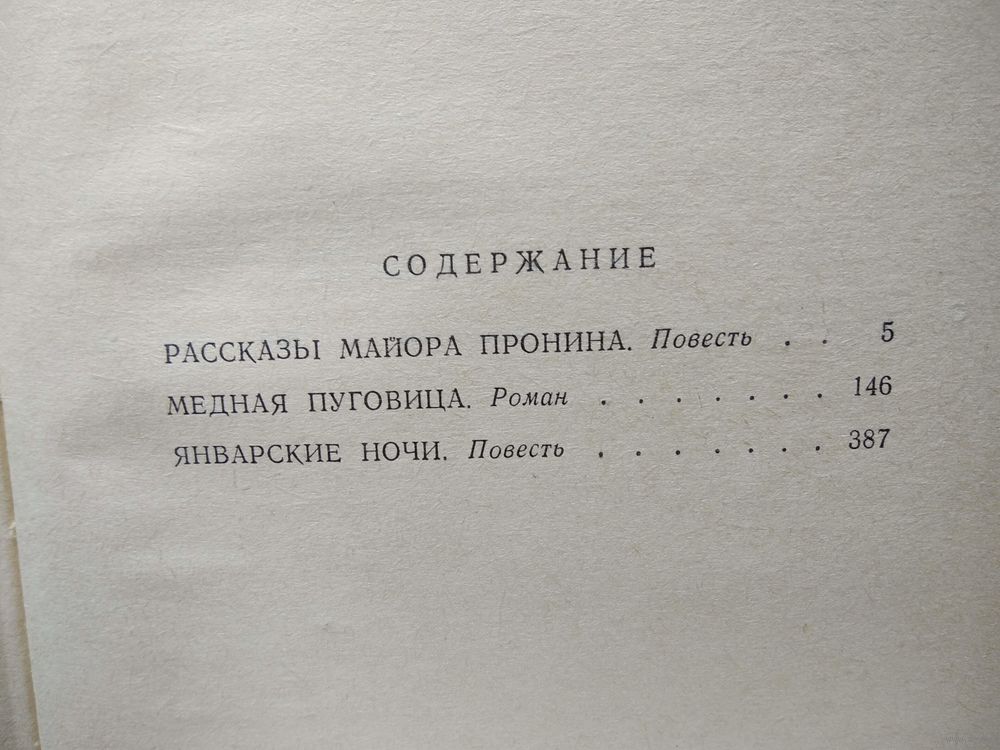 СОДЕРЖАНИЕ
РАССКАЗЫ МАЙОРА ПРОНИНА. Повесть . . 5
МЕДНАЯ ПУГОВИЦА. Роман . . . . . . . 146
ЯНВАРСКИЕ НОЧИ. Повесть . . . . . . . 387